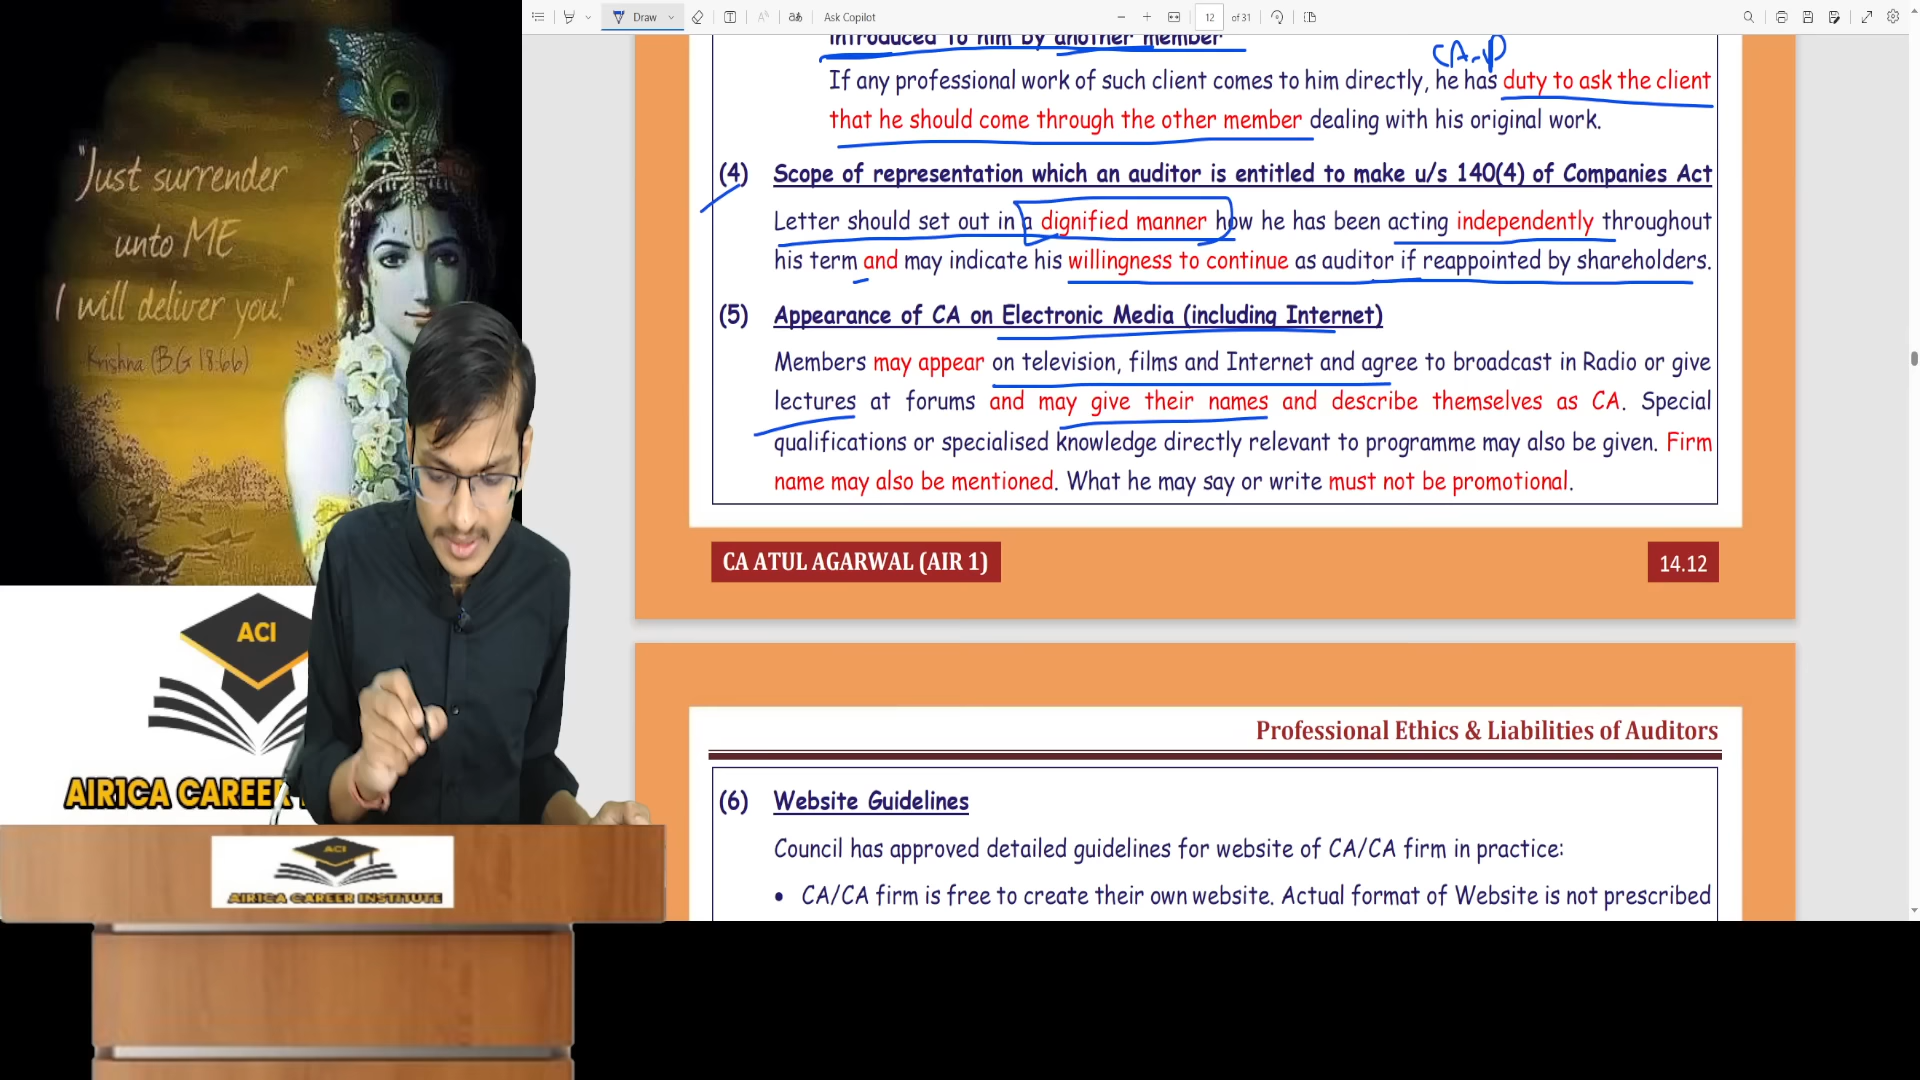 "Just surrender
unto ME
I will deliver you!"
- Krishna (B.G 18:66)
ACI
AIR1CA CAREER
ACI
AIR1CA CAREER INSTITUTE
Draw
Ask Copilot
12
of 31
introduced to him by another member
CA-P
If any professional work of such client comes to him directly, he has duty to ask the client
that he should come through the other member dealing with his original work.
(4) Scope of representation which an auditor is entitled to make u/s 140(4) of Companies Act
Letter should set out in a dignified manner how he has been acting independently throughout
his term and may indicate his willingness to continue as auditor if reappointed by shareholders.
(5) Appearance of CA on Electronic Media (including Internet)
Members may appear on television, films and Internet and agree to broadcast in Radio or give
lectures at forums and may give their names and describe themselves as CA. Special
qualifications or specialised knowledge directly relevant to programme may also be given. Firm
name may also be mentioned. What he may say or write must not be promotional.
CA ATUL AGARWAL (AIR 1)
14.12
Professional Ethics & Liabilities of Auditors
(6) Website Guidelines
Council has approved detailed guidelines for website of CA/CA firm in practice:
• CA/CA firm is free to create their own website. Actual format of Website is not prescribed